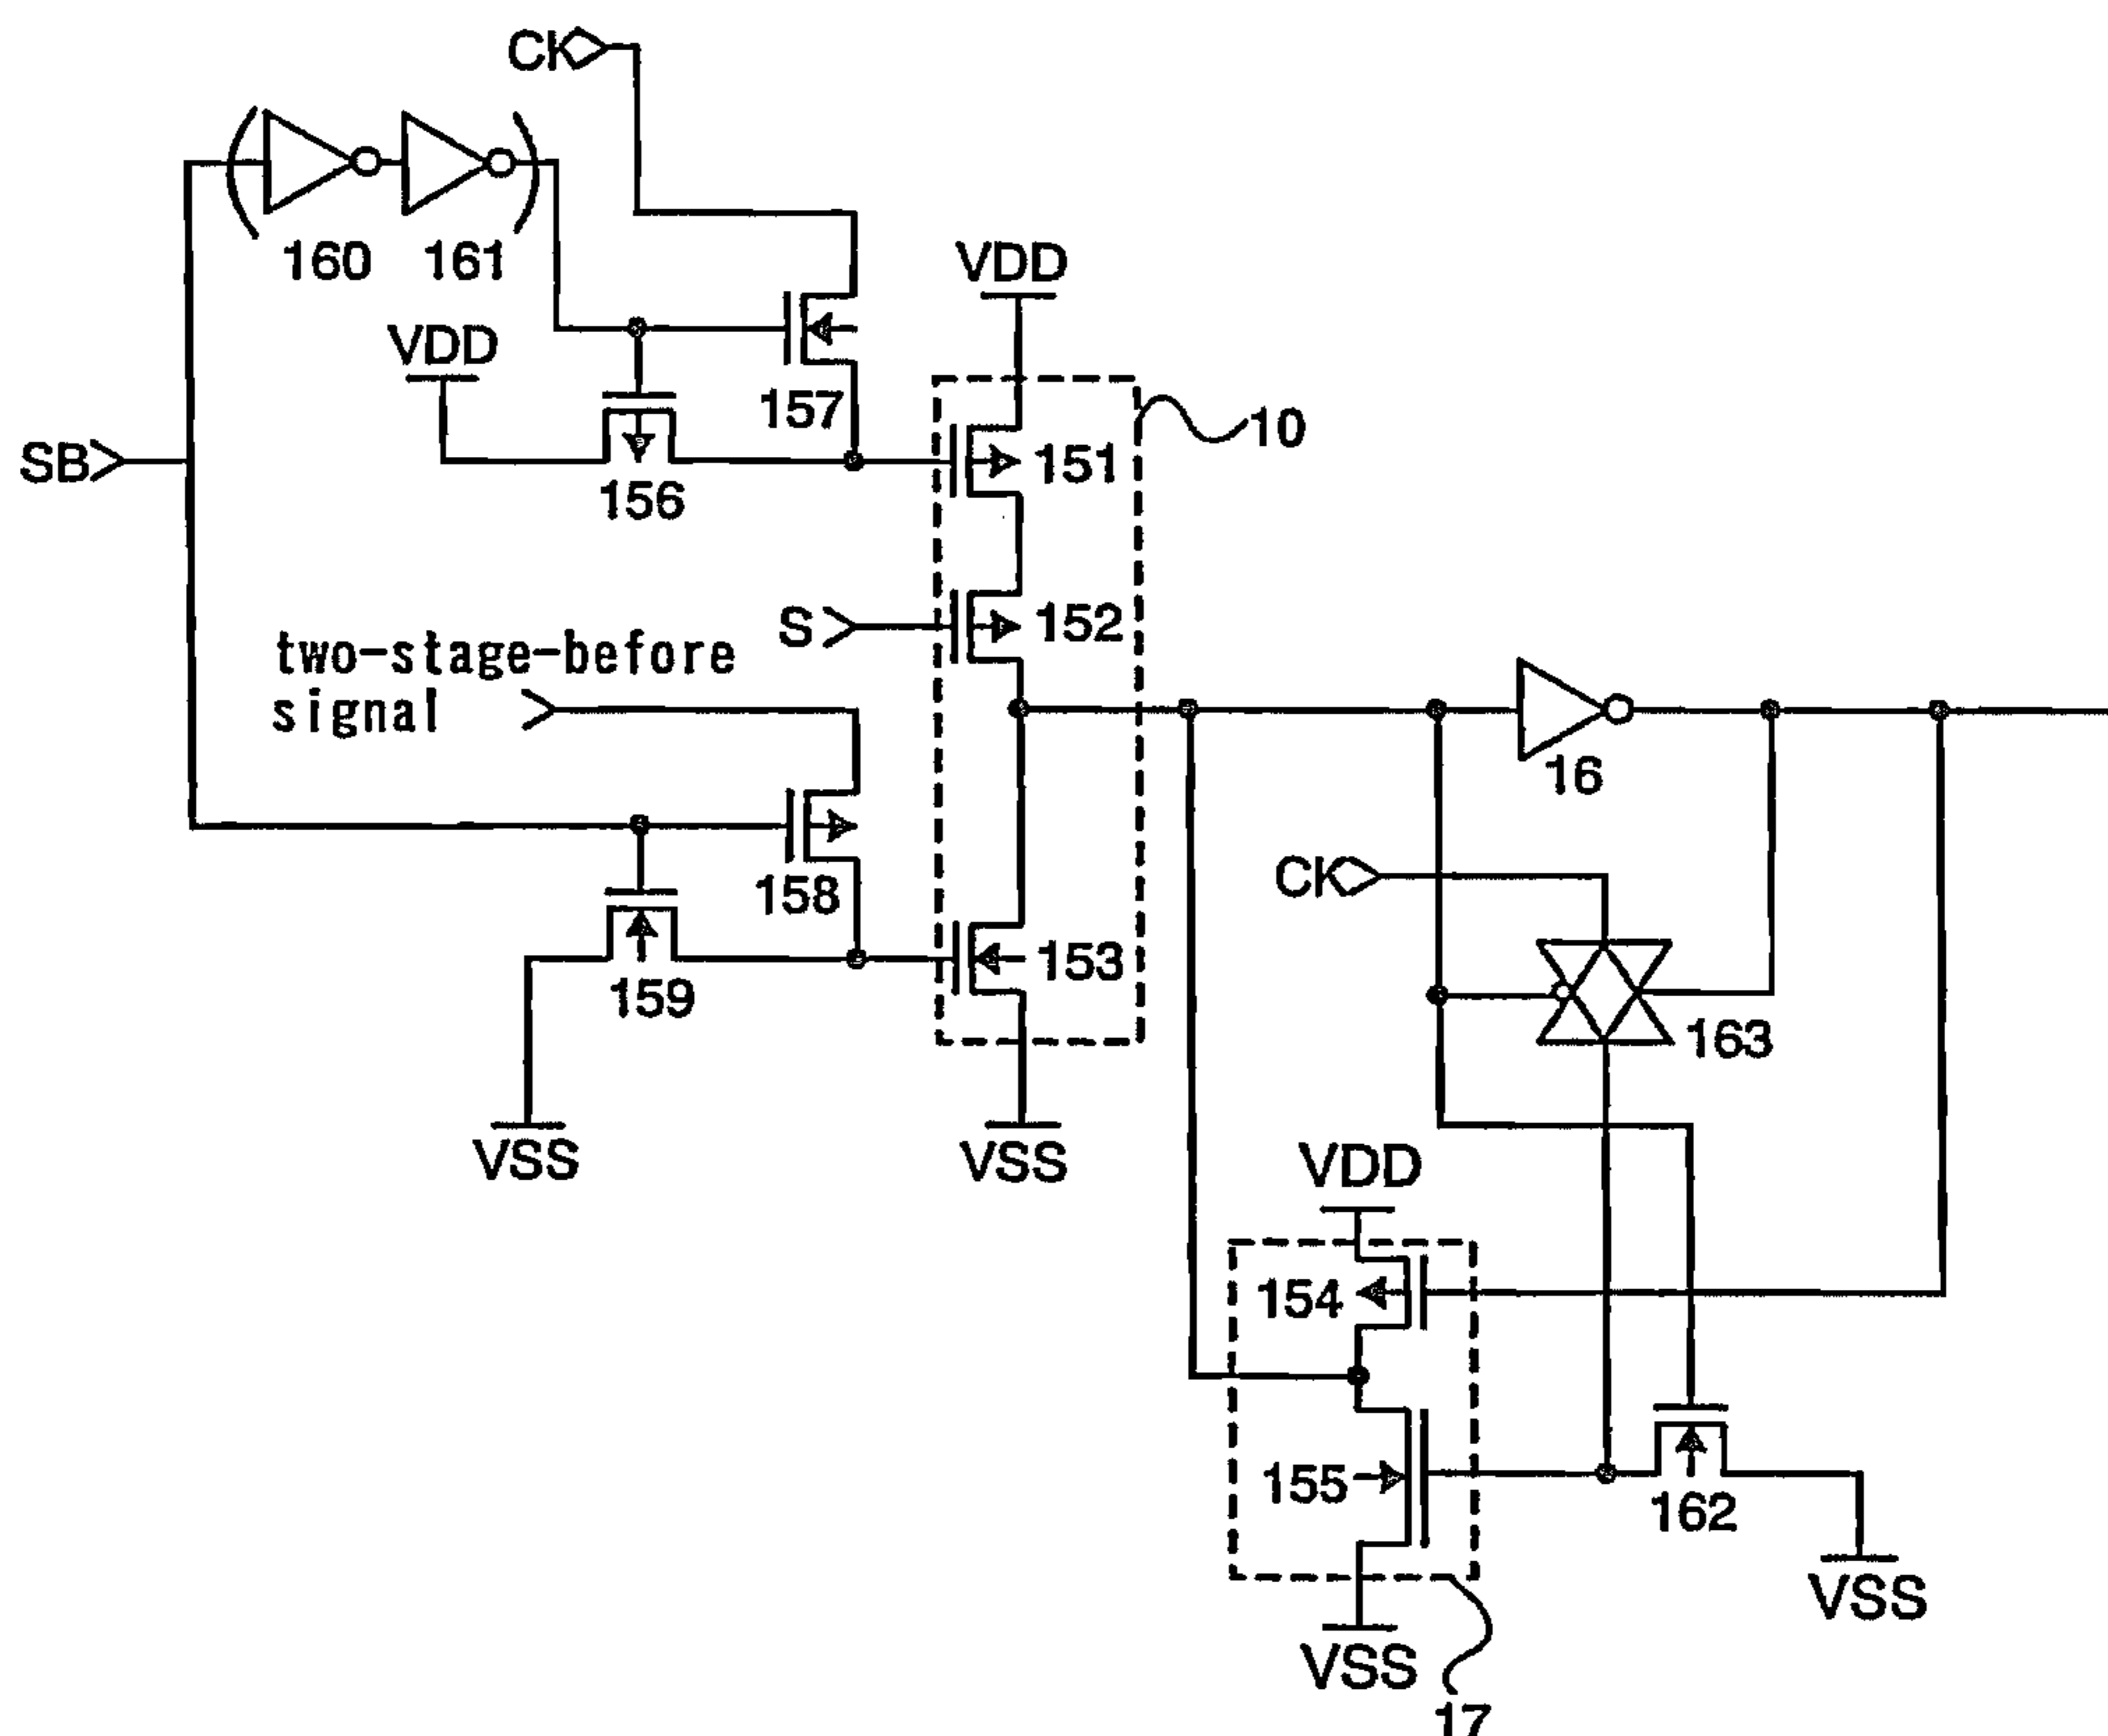 CK
160
161
VDD
VDD
157
10
151
SB
156
S
152
two-stage-before
signal
16
158
CK
153
159
163
VSS
VSS
VDD
154
155
162
VSS
VSS
17